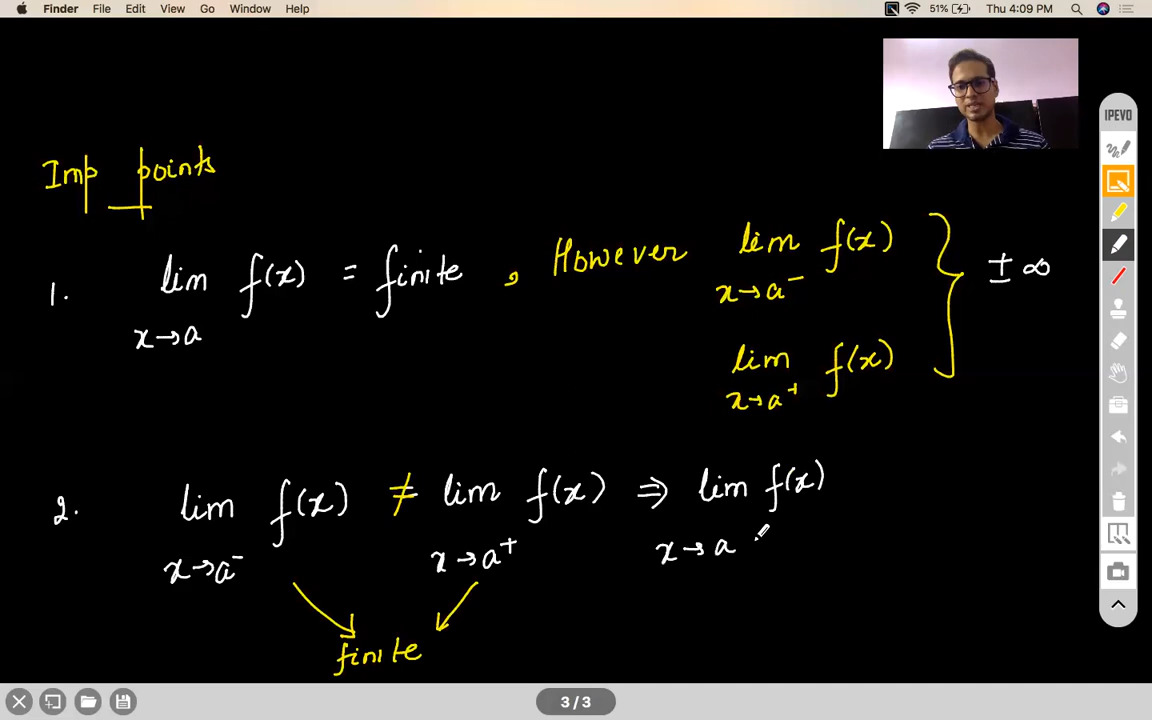 Finder File Edit View Go Window Help 51% Thu 4:09 PM
IPEVO
Imp points
1. lim f(x) = finite , However lim f(x) ± ∞
x→a x→a⁻
lim f(x)
x→a⁺
2. lim f(x) ≠ lim f(x) ⇒ lim f(x)
x→a⁻ x→a⁺ x→a
finite
3/3